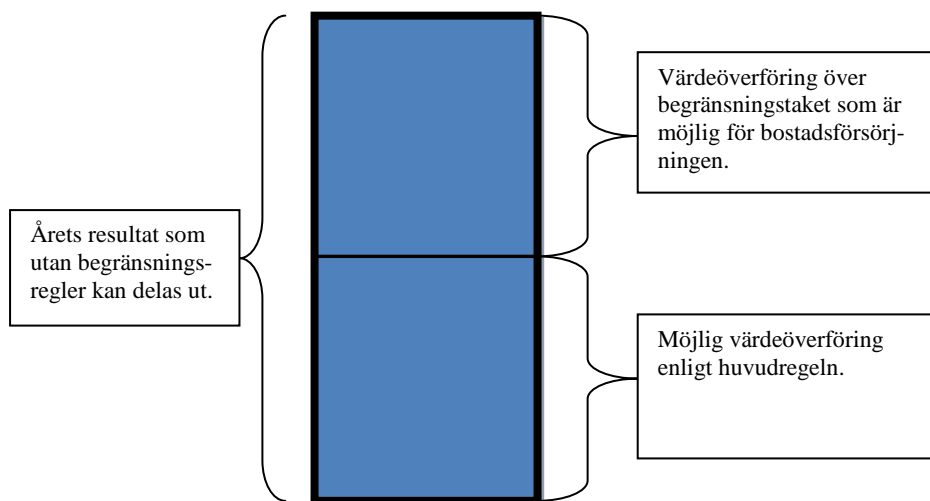 Årets resultat som
utan begränsnings-
regler kan delas ut.
Värdeöverföring över
begränsningstaket som är
möjlig för bostadsförsörj-
ningen.
Möjlig värdeöverföring
enligt huvudregeln.